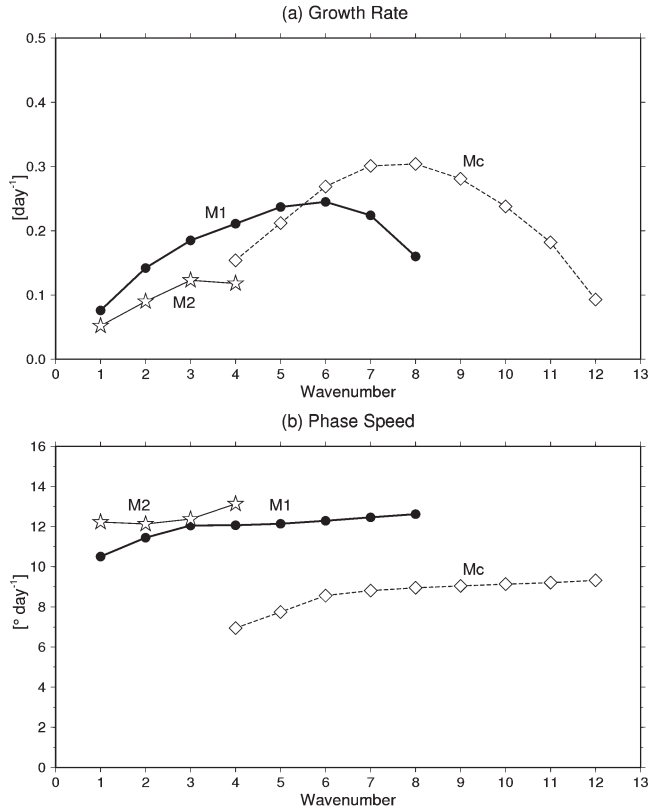 (a) Growth Rate
0.5
0.4
0.3
0.2
0.1
0.0
[day-1]
M1
M2
Mc
0 1 2 3 4 5 6 7 8 9 10 11 12 13
Wavenumber
(b) Phase Speed
16
14
12
10
8
6
4
2
0
[° day-1]
M2
M1
Mc
0 1 2 3 4 5 6 7 8 9 10 11 12 13
Wavenumber